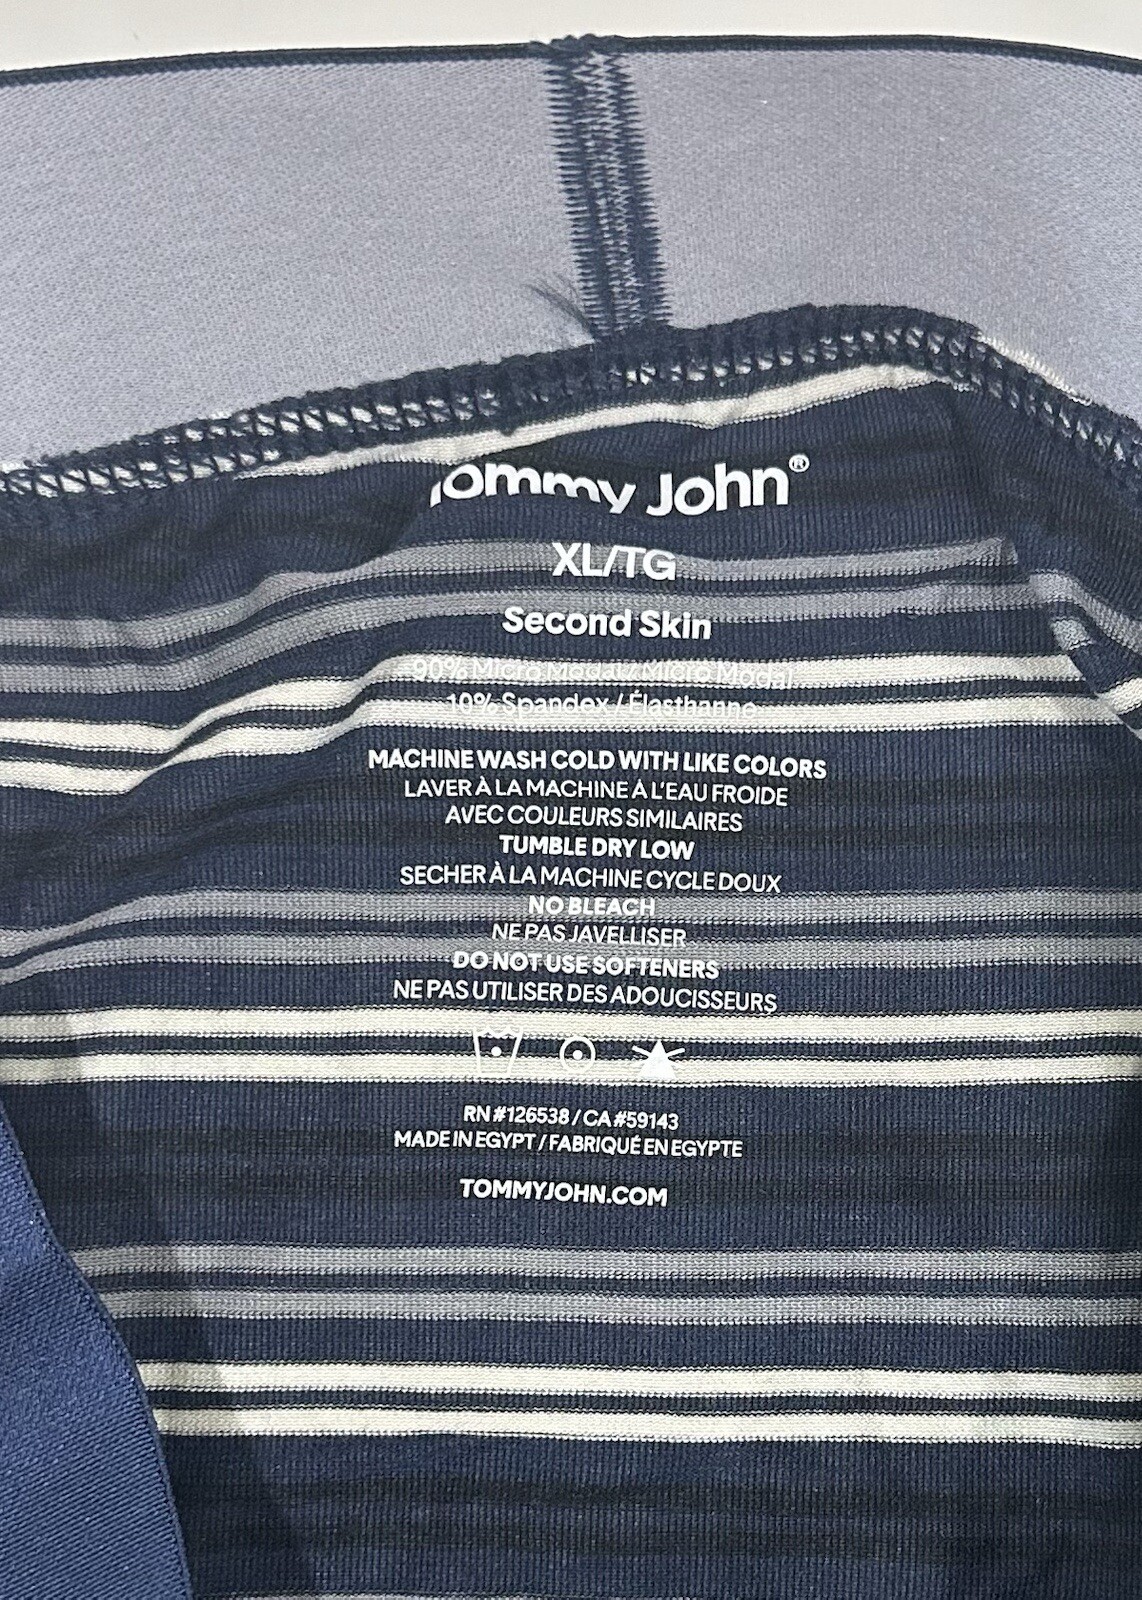 Tommy John®
XL/TG
Second Skin
90% Micro Modal / Micro Modal
10% Spandex / Élasthanne
MACHINE WASH COLD WITH LIKE COLORS
LAVER À LA MACHINE À L'EAU FROIDE
AVEC COULEURS SIMILAIRES
TUMBLE DRY LOW
SECHER À LA MACHINE CYCLE DOUX
NO BLEACH
NE PAS JAVELLISER
DO NOT USE SOFTENERS
NE PAS UTILISER DES ADOUCISSEURS
RN #126538 / CA #59143
MADE IN EGYPT / FABRIQUÉ EN EGYPTE
TOMMYJOHN.COM